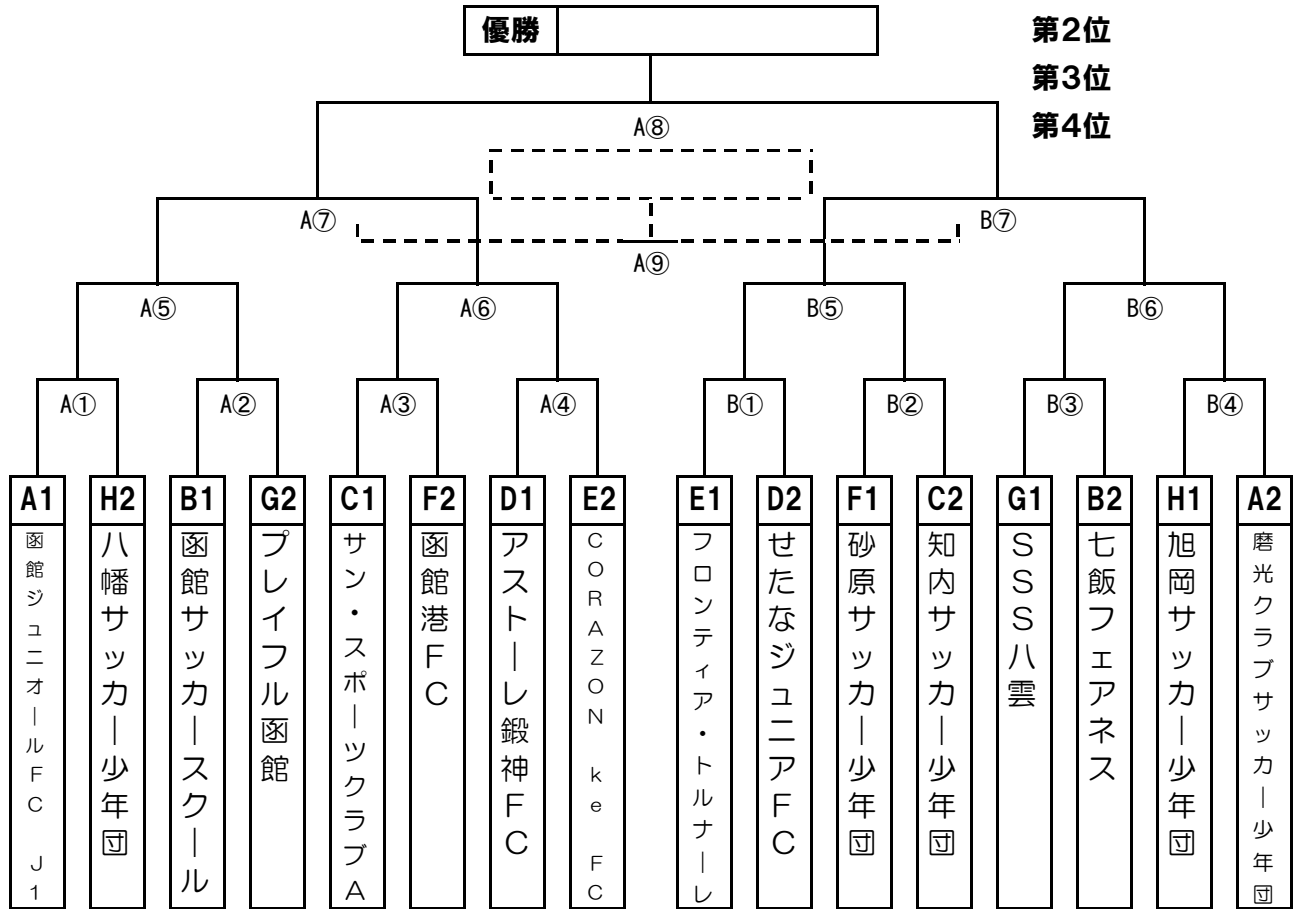 優勝
第2位
第3位
第4位
A⑧
A⑦
B⑦
A⑨
A⑤
A⑥
B⑤
B⑥
A①
A②
A③
A④
B①
B②
B③
B④
A1
H2
B1
G2
C1
F2
D1
E2
E1
D2
F1
C2
G1
B2
H1
A2
函館ジュニオールFC J1
八幡サッカー少年団
函館サッカースクール
プレイフル函館
サン・スポーツクラブA
函館港FC
アストーレ鍛神FC
CORAZON ke FC
フロンティア・トルナーレ
せたなジュニアFC
砂原サッカー少年団
知内サッカー少年団
SSS八雲
七飯フェアネス
旭岡サッカー少年団
磨光クラブサッカー少年団